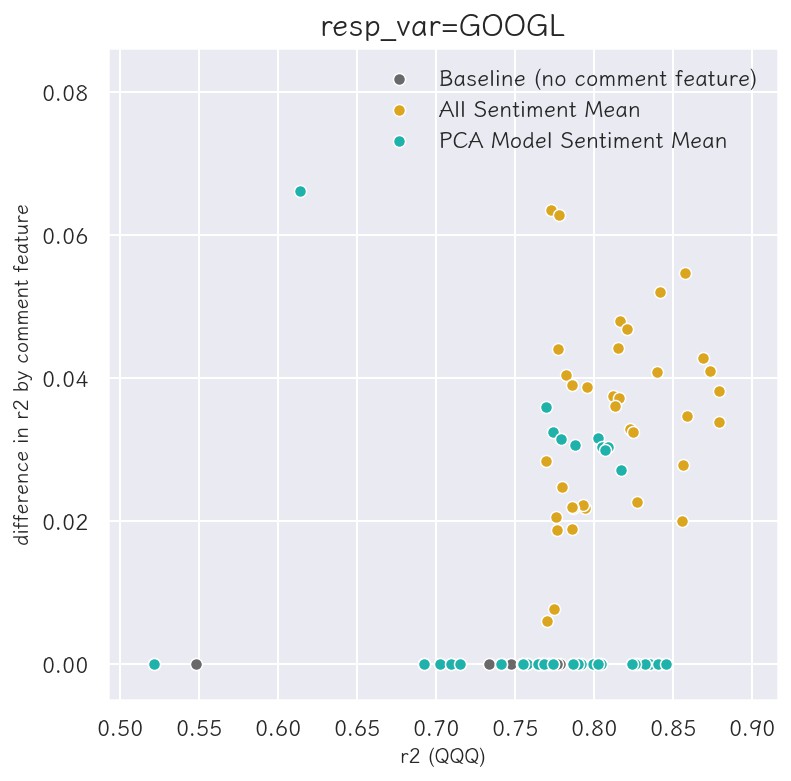 resp_var=GOOGL
Baseline (no comment feature)
All Sentiment Mean
PCA Model Sentiment Mean
difference in r2 by comment feature
0.08
0.06
0.04
0.02
0.00
0.50 0.55 0.60 0.65 0.70 0.75 0.80 0.85 0.90
r2 (QQQ)